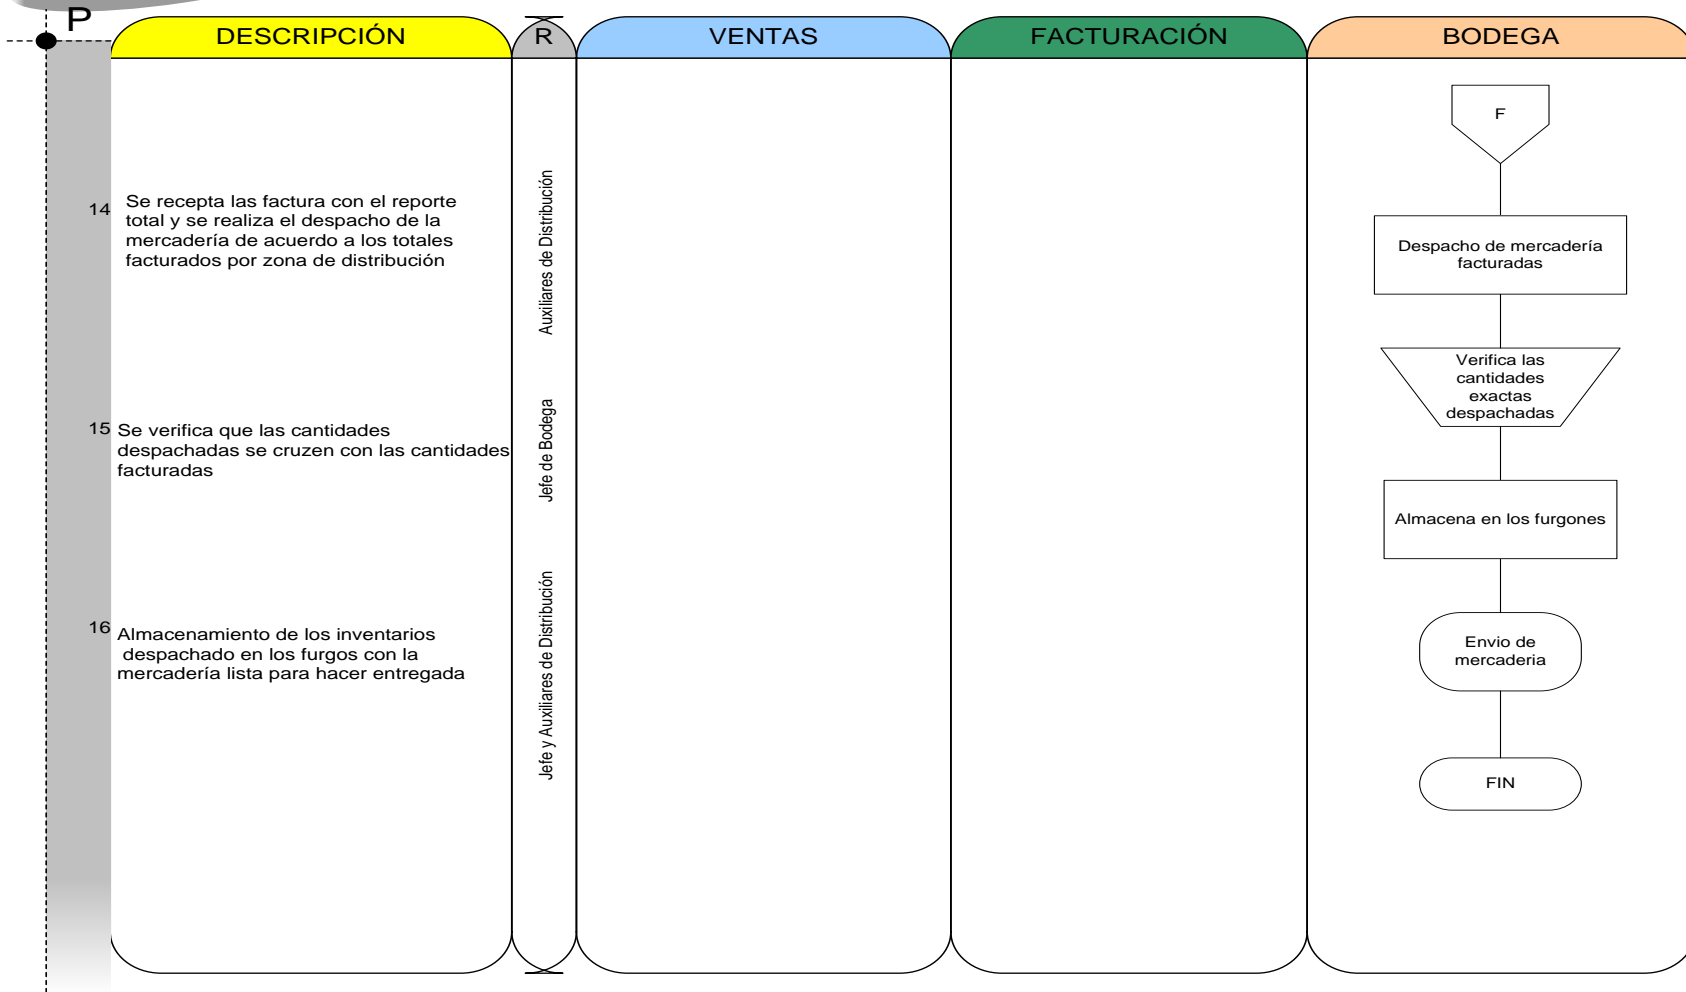 P
DESCRIPCIÓN
R
VENTAS
FACTURACIÓN
BODEGA
F
14
Se recepta las factura con el reporte
total y se realiza el despacho de la
mercadería de acuerdo a los totales
facturados por zona de distribución
Auxiliares de Distribución
Despacho de mercadería
facturadas
Verifica las
cantidades
exactas
despachadas
15
Se verifica que las cantidades
despachadas se cruzen con las cantidades
facturadas
Jefe de Bodega
Almacena en los furgones
16
Almacenamiento de los inventarios
despachado en los furgos con la
mercadería lista para hacer entregada
Jefe y Auxiliares de Distribución
Envio de
mercaderia
FIN